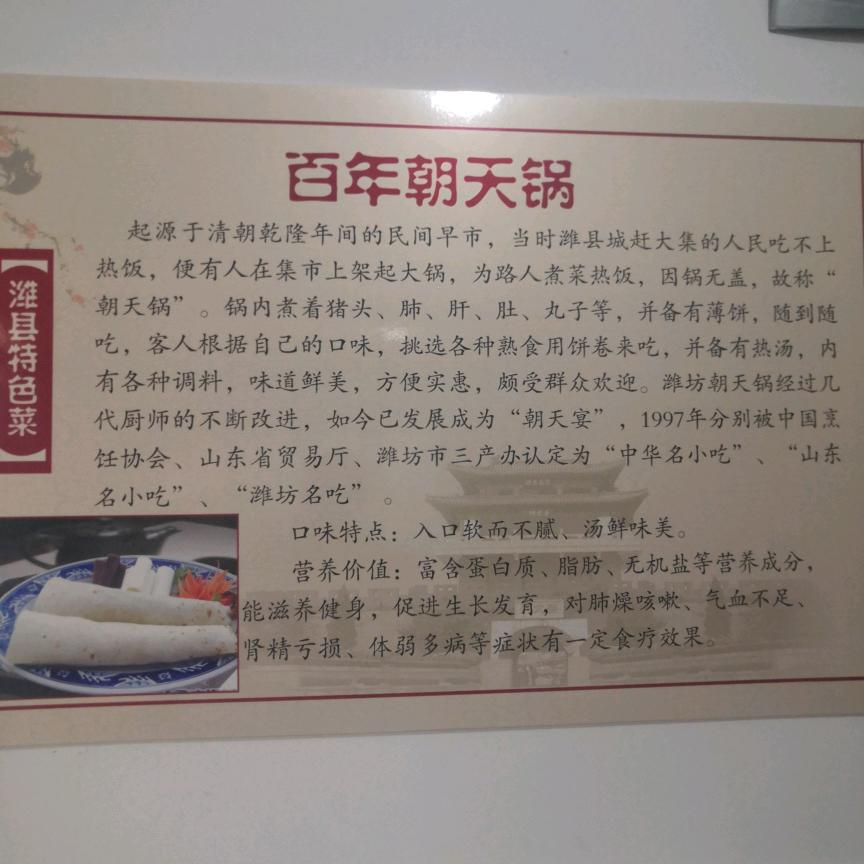 百年朝天锅
【潍县特色菜】
起源于清朝乾隆年间的民间早市，当时潍县城赶大集的人民吃不上
热饭，便有人在集市上架起大锅，为路人煮菜热饭，因锅无盖，故称“
朝天锅”。锅内煮着猪头、肺、肝、肚、丸子等，并备有薄饼，随到随
吃，客人根据自己的口味，挑选各种熟食用饼卷来吃，并备有热汤，内
有各种调料，味道鲜美，方便实惠，颇受群众欢迎。潍坊朝天锅经过几
代厨师的不断改进，如今已发展成为“朝天宴”，1997年分别被中国烹
饪协会、山东省贸易厅、潍坊市三产办认定为“中华名小吃”、“山东
名小吃”、“潍坊名吃”。
口味特点：入口软而不腻、汤鲜味美。
营养价值：富含蛋白质、脂肪、无机盐等营养成分，
能滋养健身，促进生长发育，对肺燥咳嗽、气血不足、
肾精亏损、体弱多病等症状有一定食疗效果。